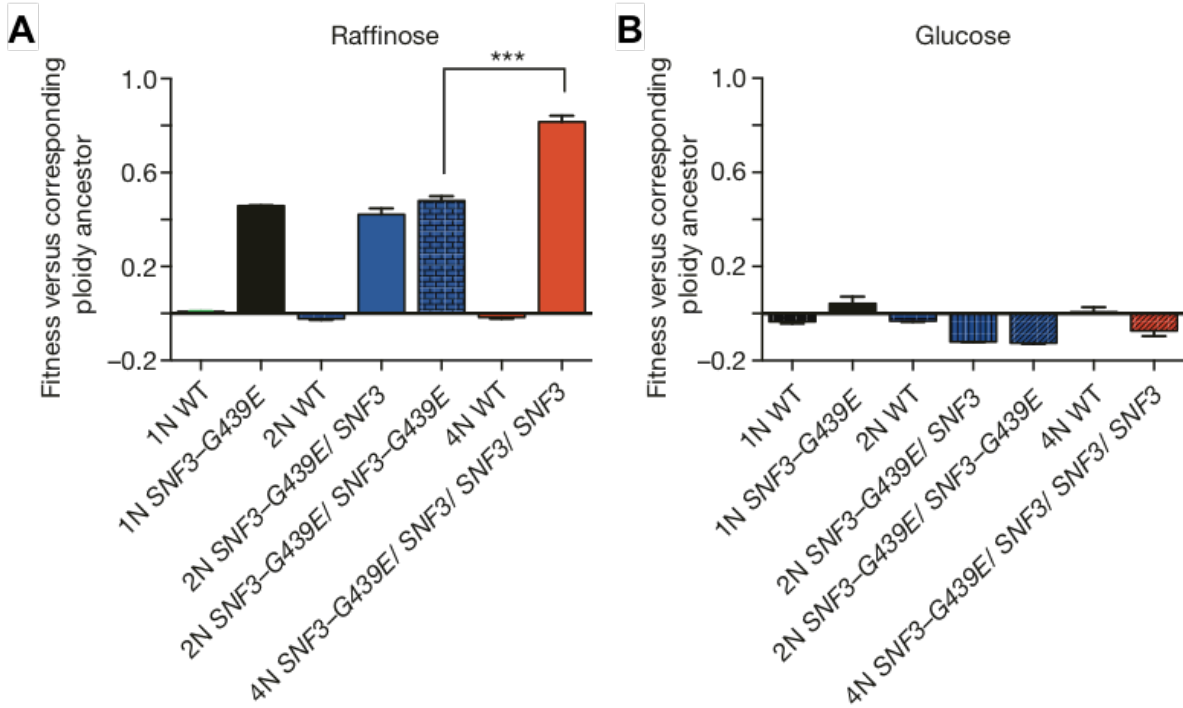 A
Raffinose
Fitness versus corresponding
ploidy ancestor
1.0
0.6
0.2
–0.2
***
1N WT
1N SNF3–G439E
2N WT
2N SNF3–G439E/ SNF3
2N SNF3–G439E/ SNF3–G439E
4N WT
4N SNF3–G439E/ SNF3/ SNF3/ SNF3
B
Glucose
Fitness versus corresponding
ploidy ancestor
1.0
0.6
0.2
–0.2
1N WT
1N SNF3–G439E
2N WT
2N SNF3–G439E/ SNF3
2N SNF3–G439E/ SNF3–G439E
4N WT
4N SNF3–G439E/ SNF3/ SNF3/ SNF3